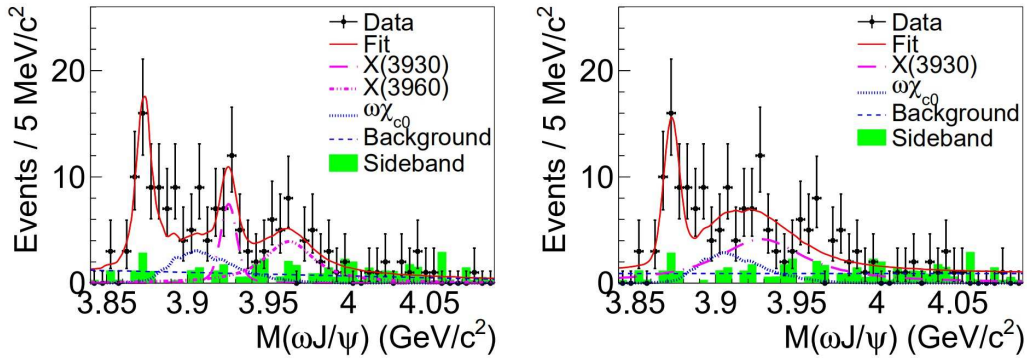 Events / 5 MeV/c²
20
10
0
Data
Fit
X(3930)
X(3960)
ωχc0
Background
Sideband
3.85 3.9 3.95 4 4.05
M(ωJ/ψ) (GeV/c²)
Events / 5 MeV/c²
20
10
0
Data
Fit
X(3930)
ωχc0
Background
Sideband
3.85 3.9 3.95 4 4.05
M(ωJ/ψ) (GeV/c²)